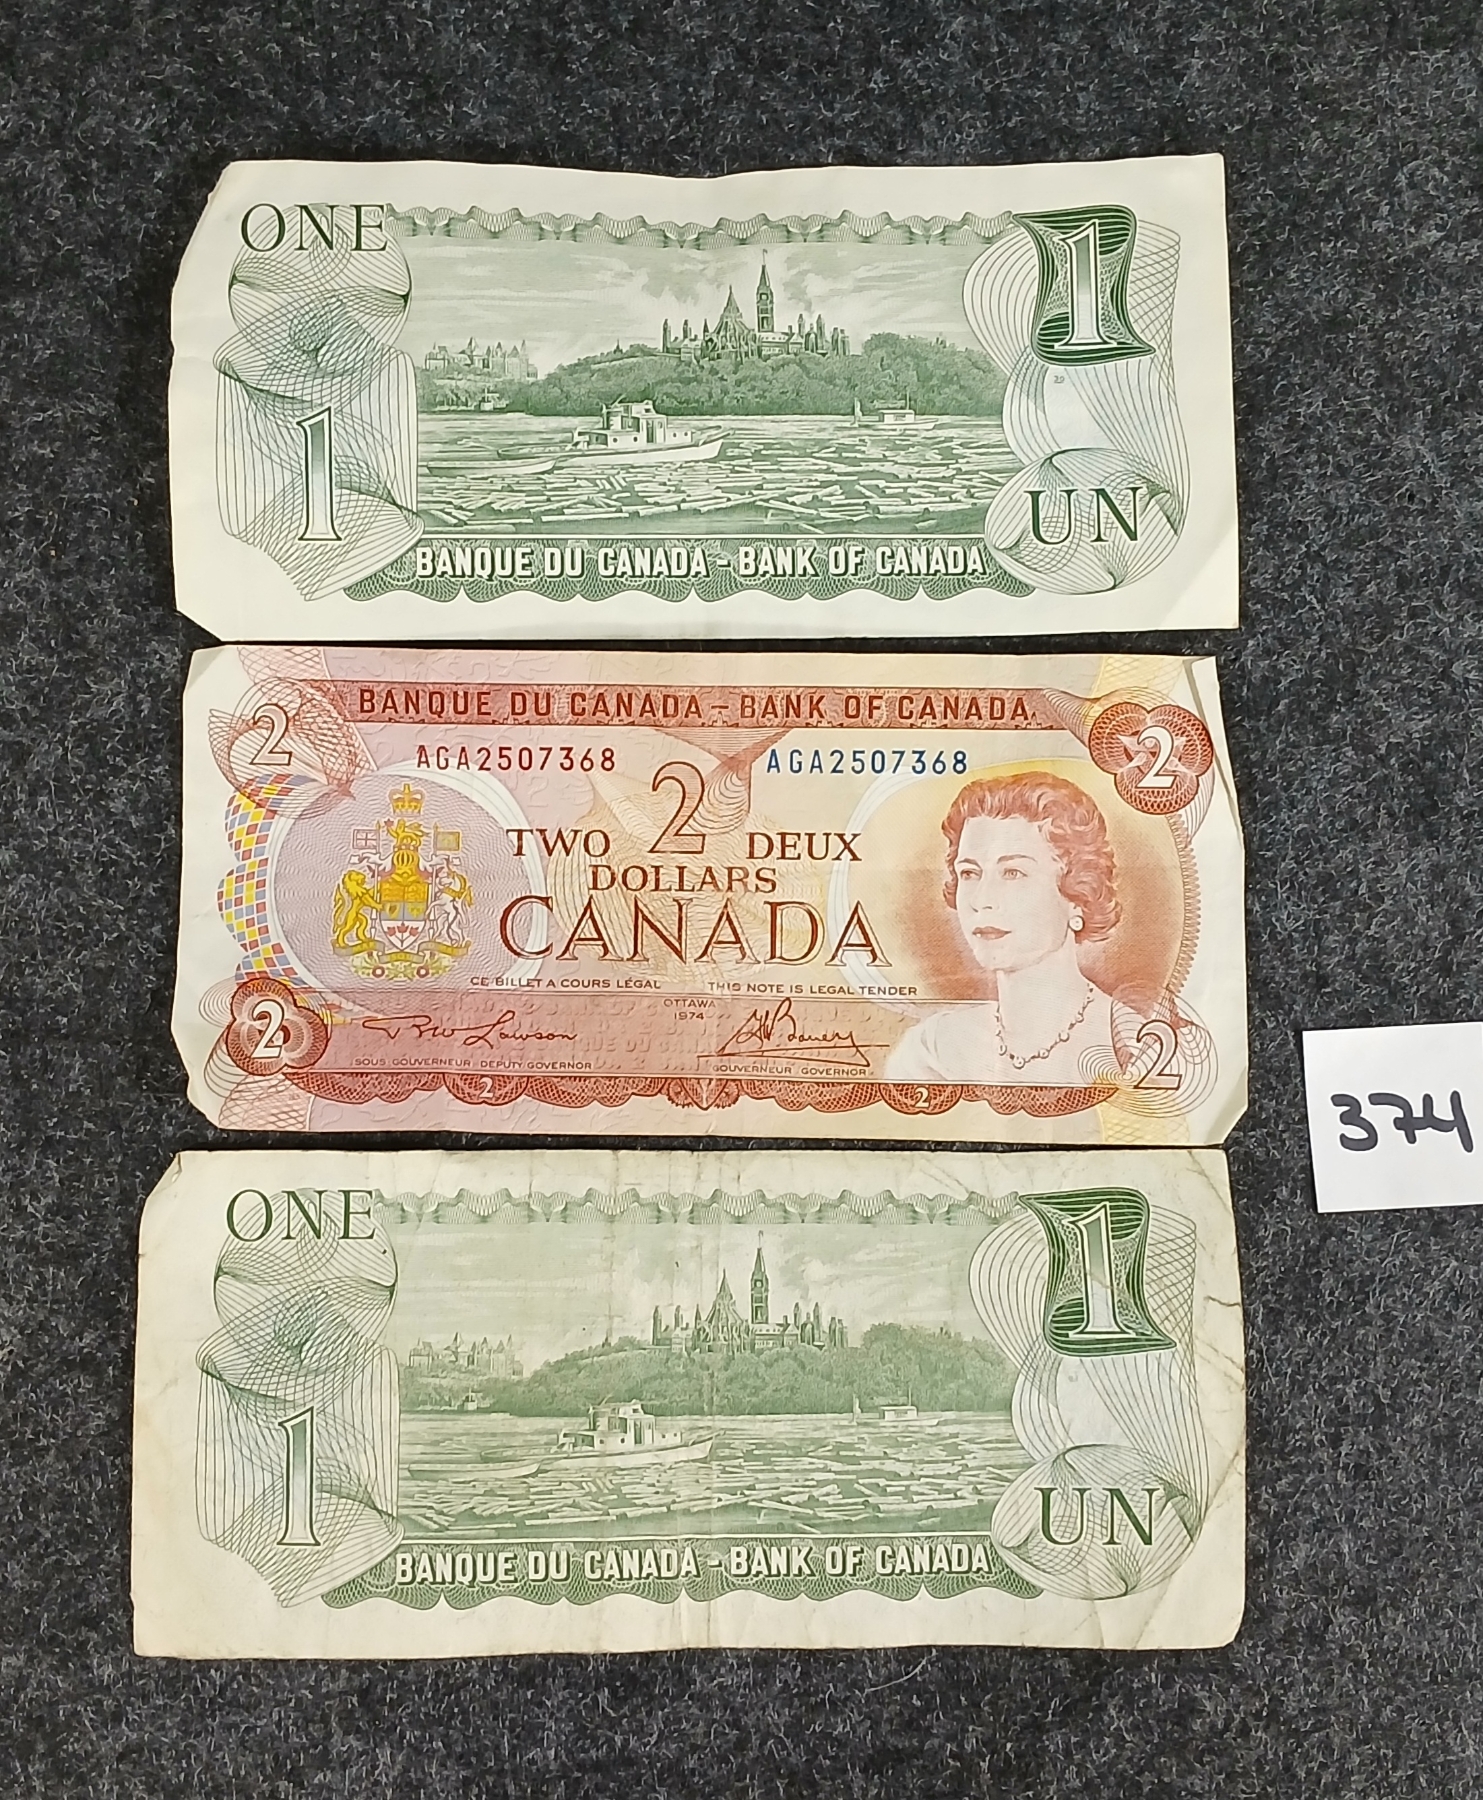 ONE
1
1
UN
BANQUE DU CANADA - BANK OF CANADA
BANQUE DU CANADA - BANK OF CANADA
2
2
AGA2507368
AGA2507368
2
TWO DEUX
DOLLARS
CANADA
CE BILLET A COURS LÉGAL THIS NOTE IS LEGAL TENDER
OTTAWA
1974
2
2
SOUS-GOUVERNEUR DEPUTY GOVERNOR
GOUVERNEUR GOVERNOR
2
2
374
ONE
1
1
UN
BANQUE DU CANADA - BANK OF CANADA